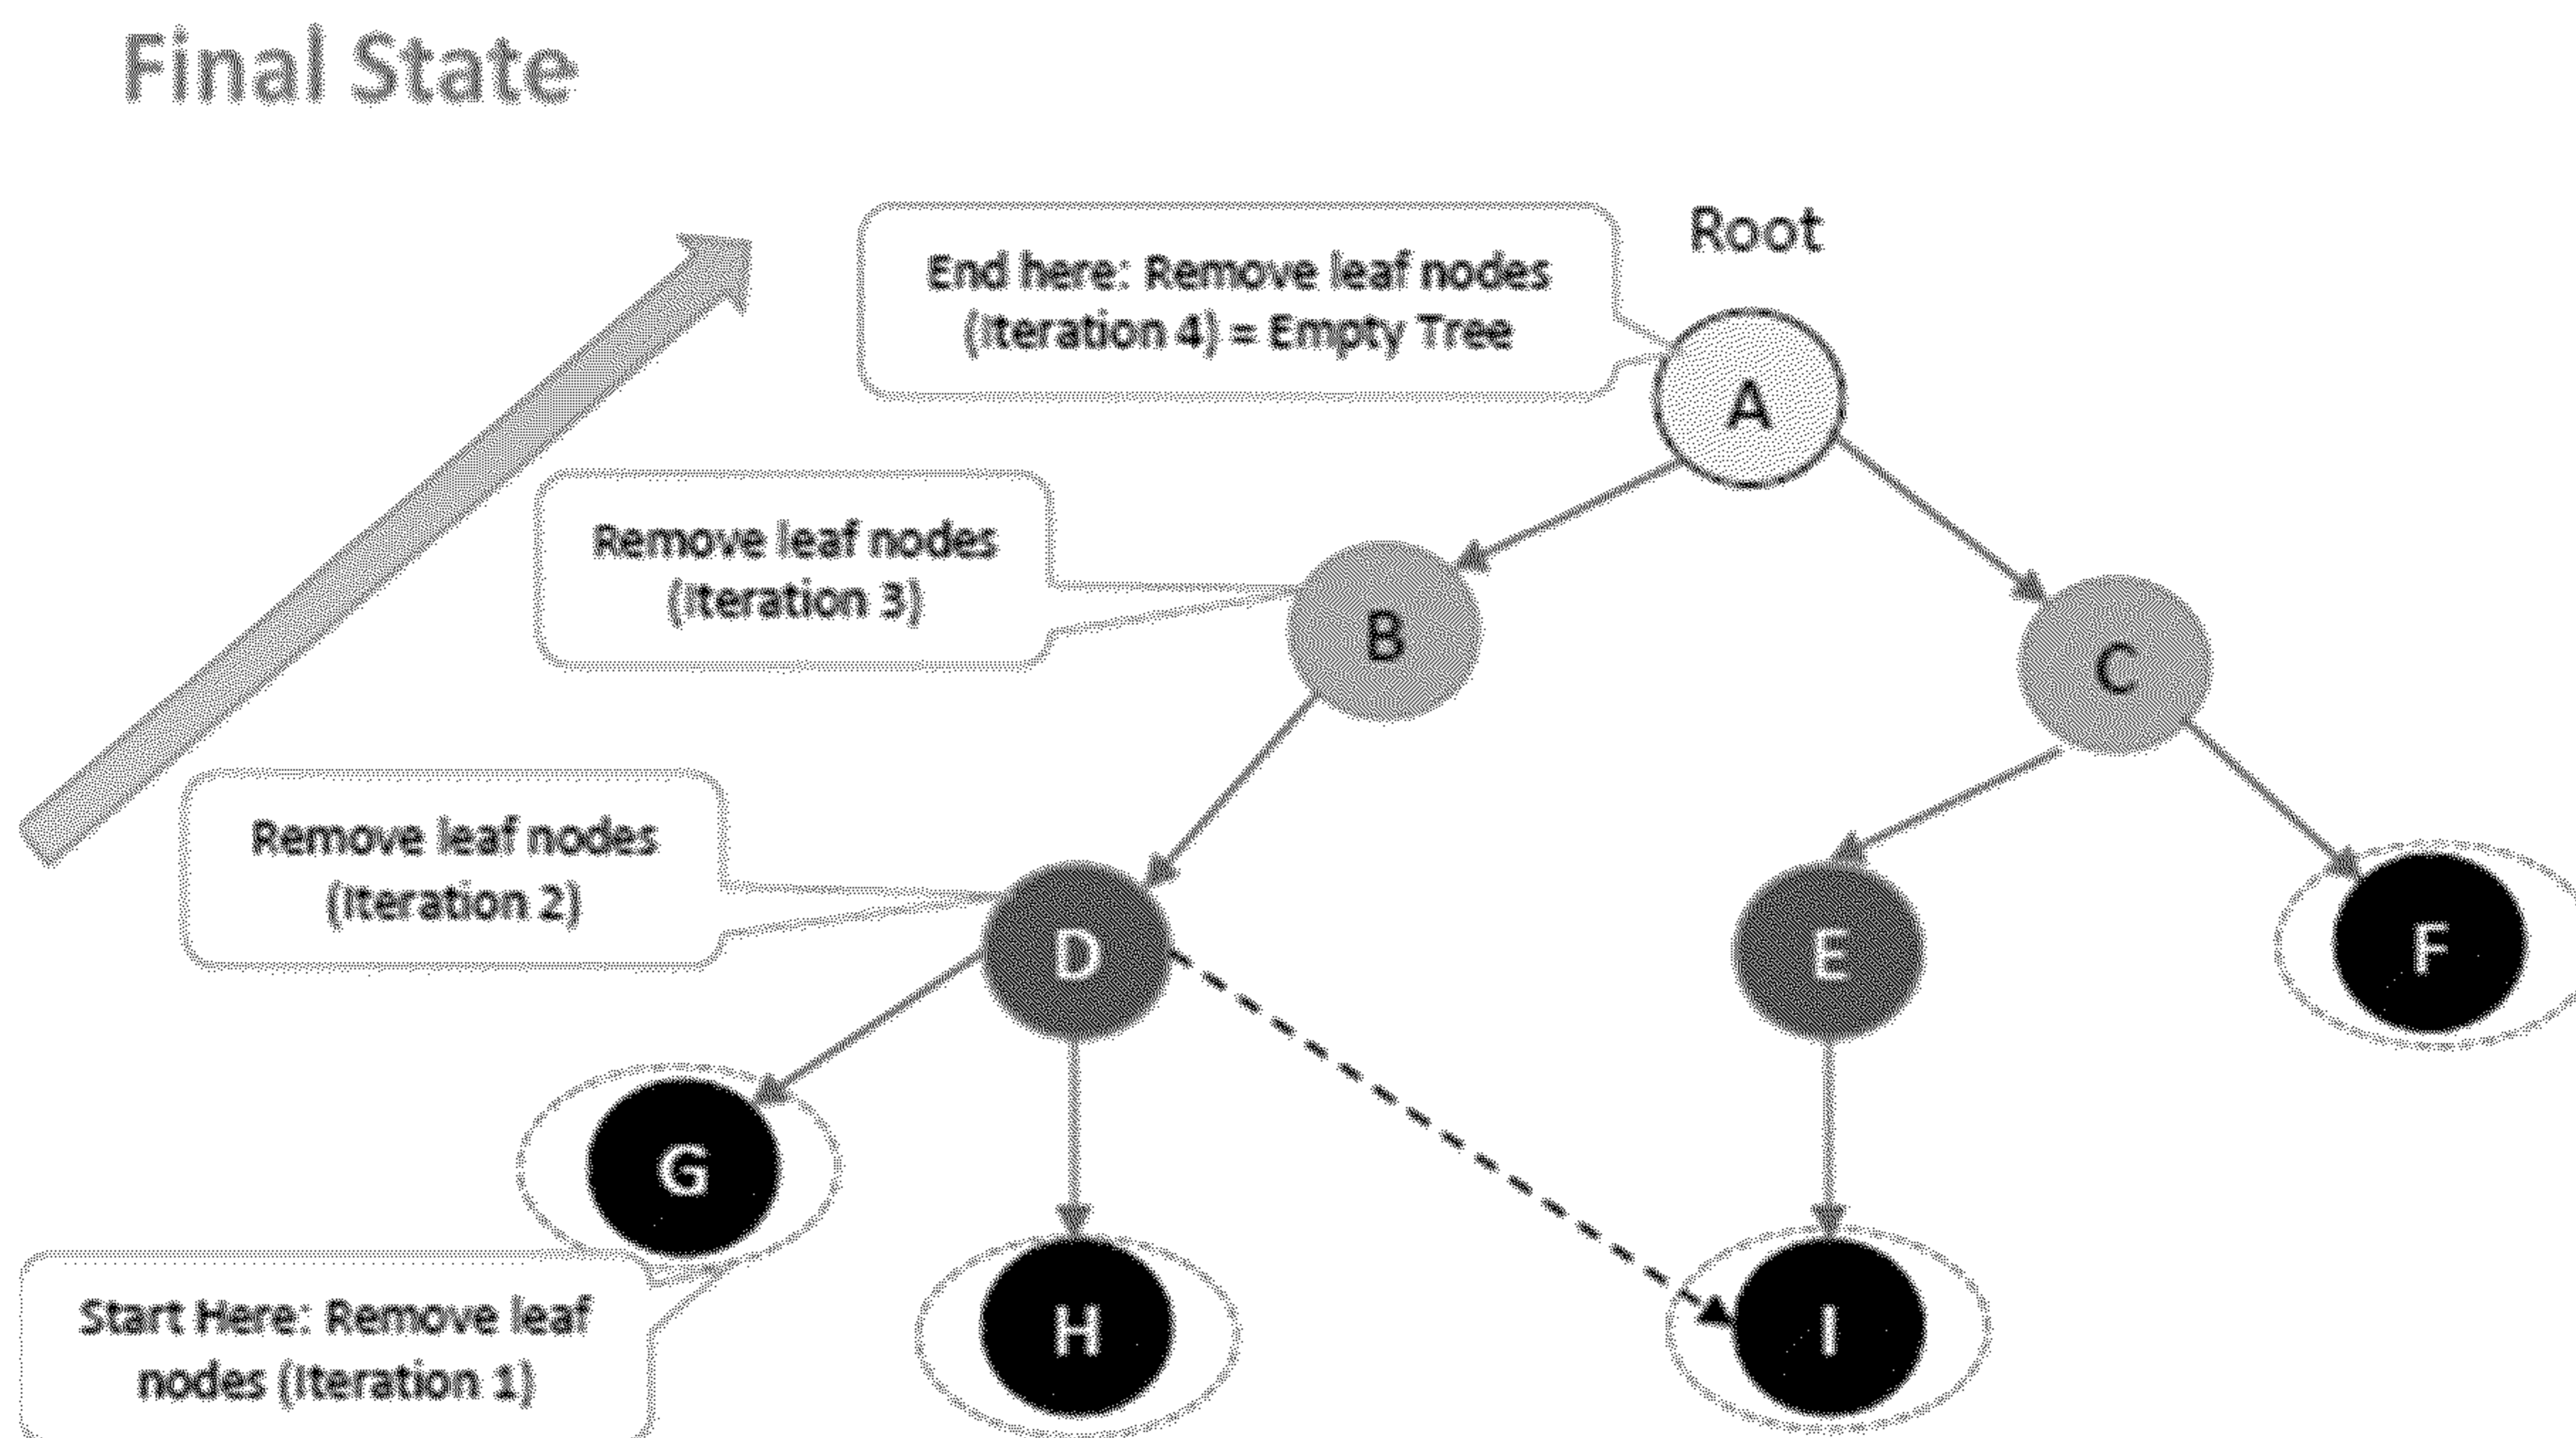 Final State
Root
End here: Remove leaf nodes
(Iteration 4) = Empty Tree
A
Remove leaf nodes
(Iteration 3)
B
C
Remove leaf nodes
(Iteration 2)
D
E
F
G
Start Here: Remove leaf
nodes (Iteration 1)
H
I